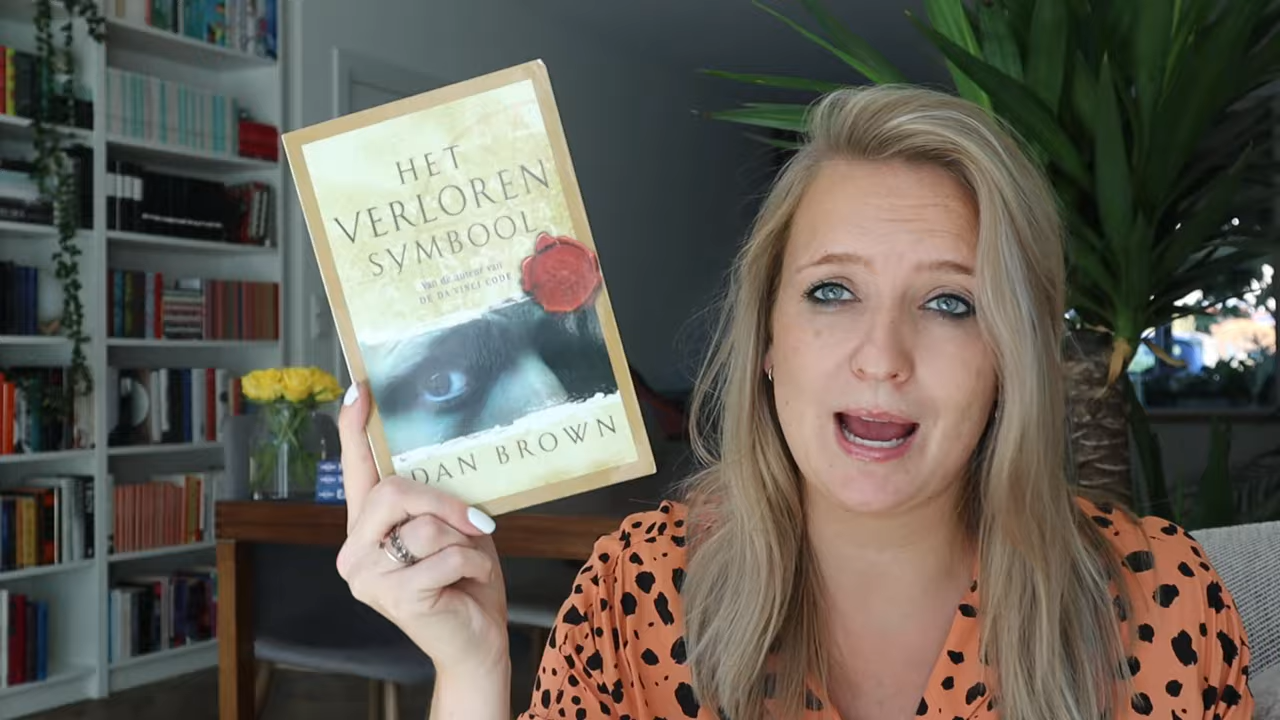 HET
VERLOREN
SYMBOOL
Van de auteur van
DE DA VINCI CODE
DAN BROWN